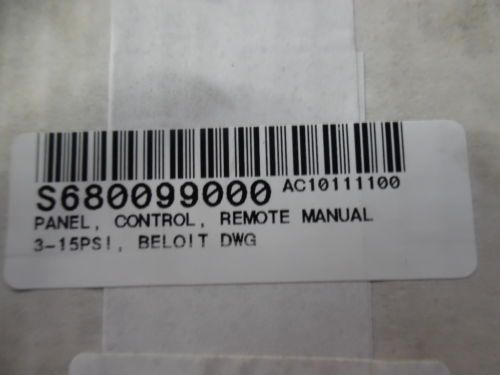 S680099000 AC10111100
PANEL, CONTROL, REMOTE MANUAL
3-15PSI, BELOIT DWG